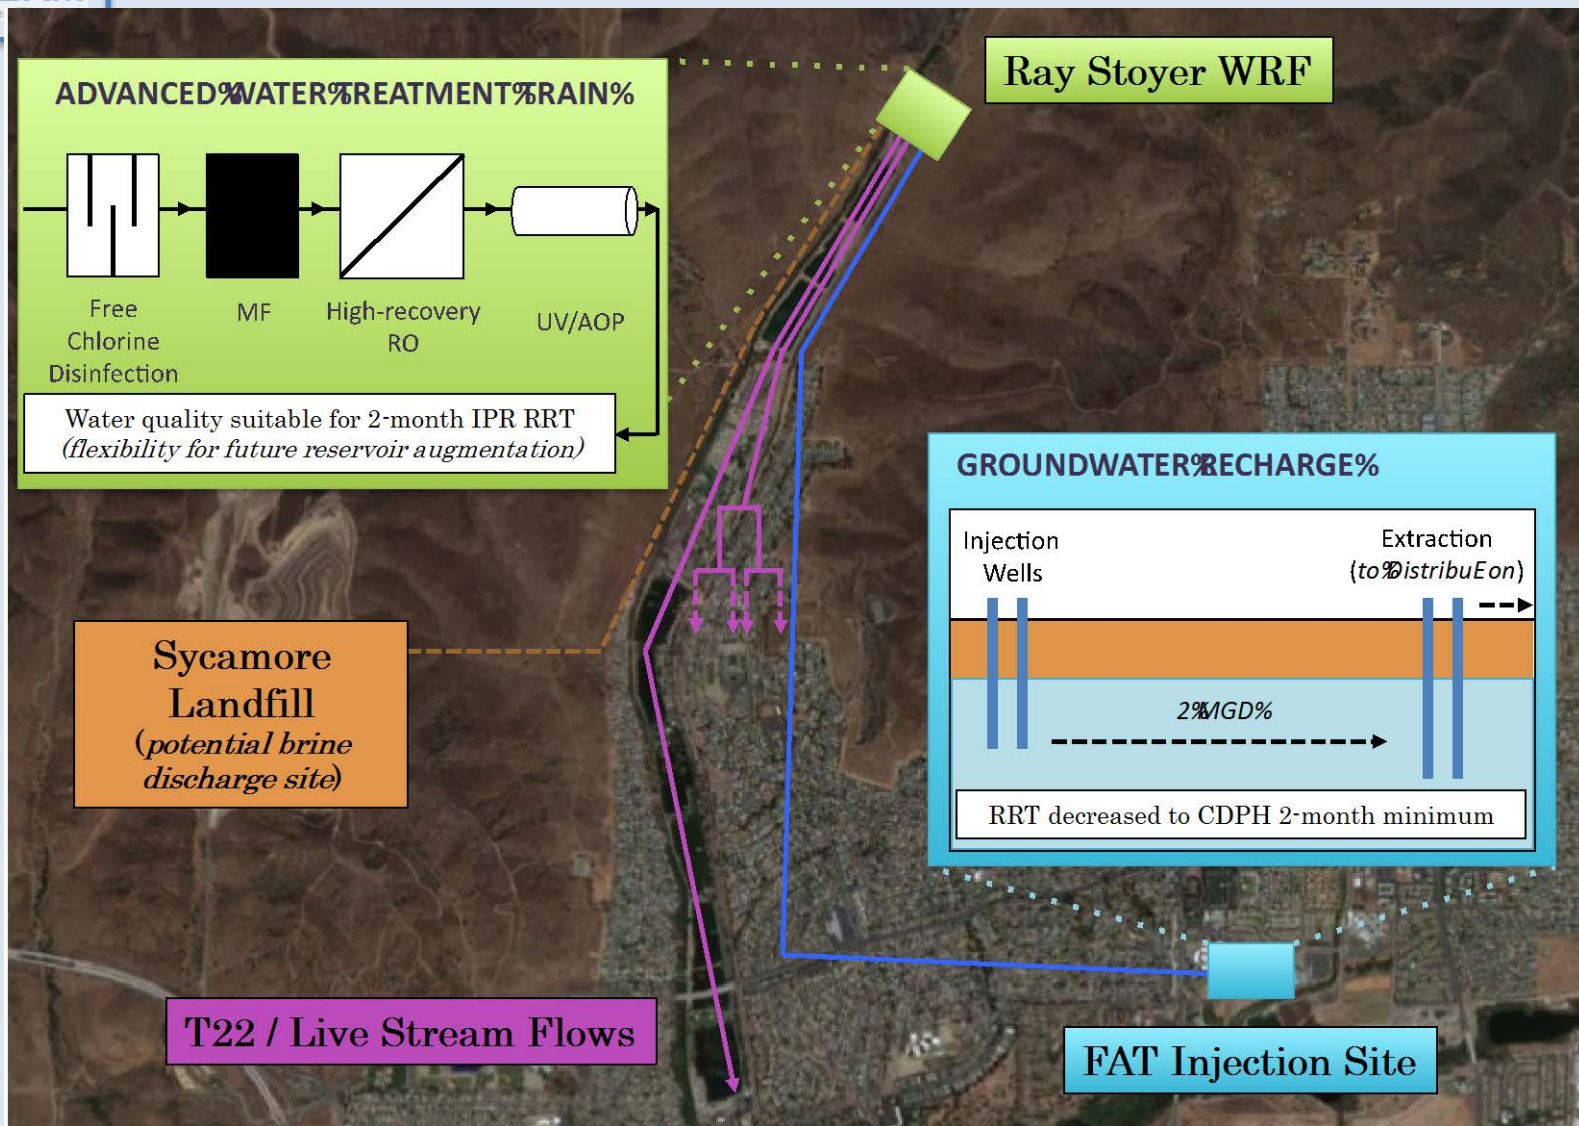 ADVANCED%WATER%TREATMENT%TRAIN%
Free
Chlorine
Disinfection
MF
High-recovery
RO
UV/AOP
Water quality suitable for 2-month IPR RRT
(flexibility for future reservoir augmentation)
Ray Stoyer WRF
GROUNDWATER%RECHARGE%
Injection
Wells
Extraction
(to%DistribuEon)
2%MGD%
RRT decreased to CDPH 2-month minimum
Sycamore
Landfill
(potential brine
discharge site)
T22 / Live Stream Flows
FAT Injection Site